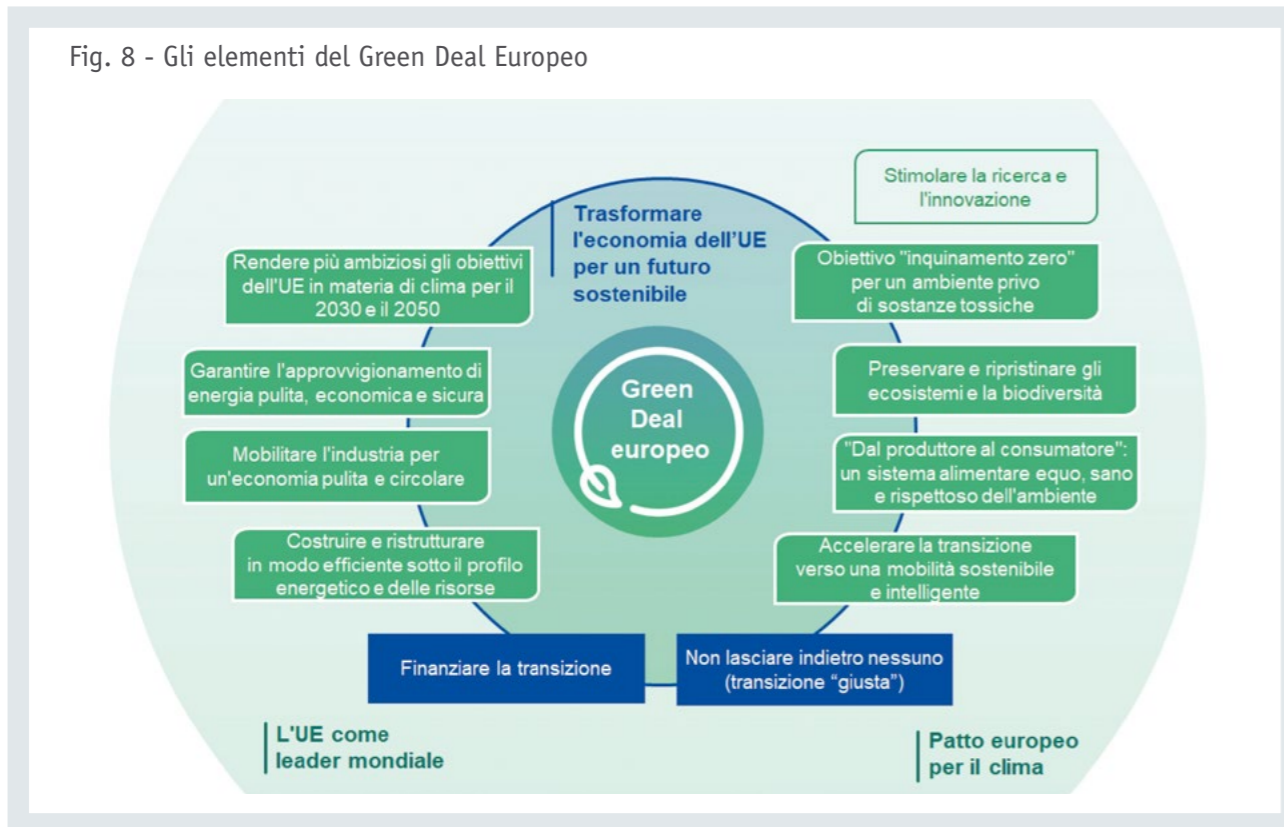 Fig. 8 - Gli elementi del Green Deal Europeo
Stimolare la ricerca e
l'innovazione
Trasformare
l'economia dell'UE
per un futuro
sostenibile
Rendere più ambiziosi gli obiettivi
dell'UE in materia di clima per il
2030 e il 2050
Obiettivo "inquinamento zero"
per un ambiente privo
di sostanze tossiche
Garantire l'approvvigionamento di
energia pulita, economica e sicura
Preservare e ripristinare gli
ecosistemi e la biodiversità
Green
Deal
europeo
Mobilitare l'industria per
un'economia pulita e circolare
"Dal produttore al consumatore":
un sistema alimentare equo, sano
e rispettoso dell'ambiente
Costruire e ristrutturare
in modo efficiente sotto il profilo
energetico e delle risorse
Accelerare la transizione
verso una mobilità sostenibile
e intelligente
Finanziare la transizione
Non lasciare indietro nessuno
(transizione “giusta”)
L'UE come
leader mondiale
Patto europeo
per il clima